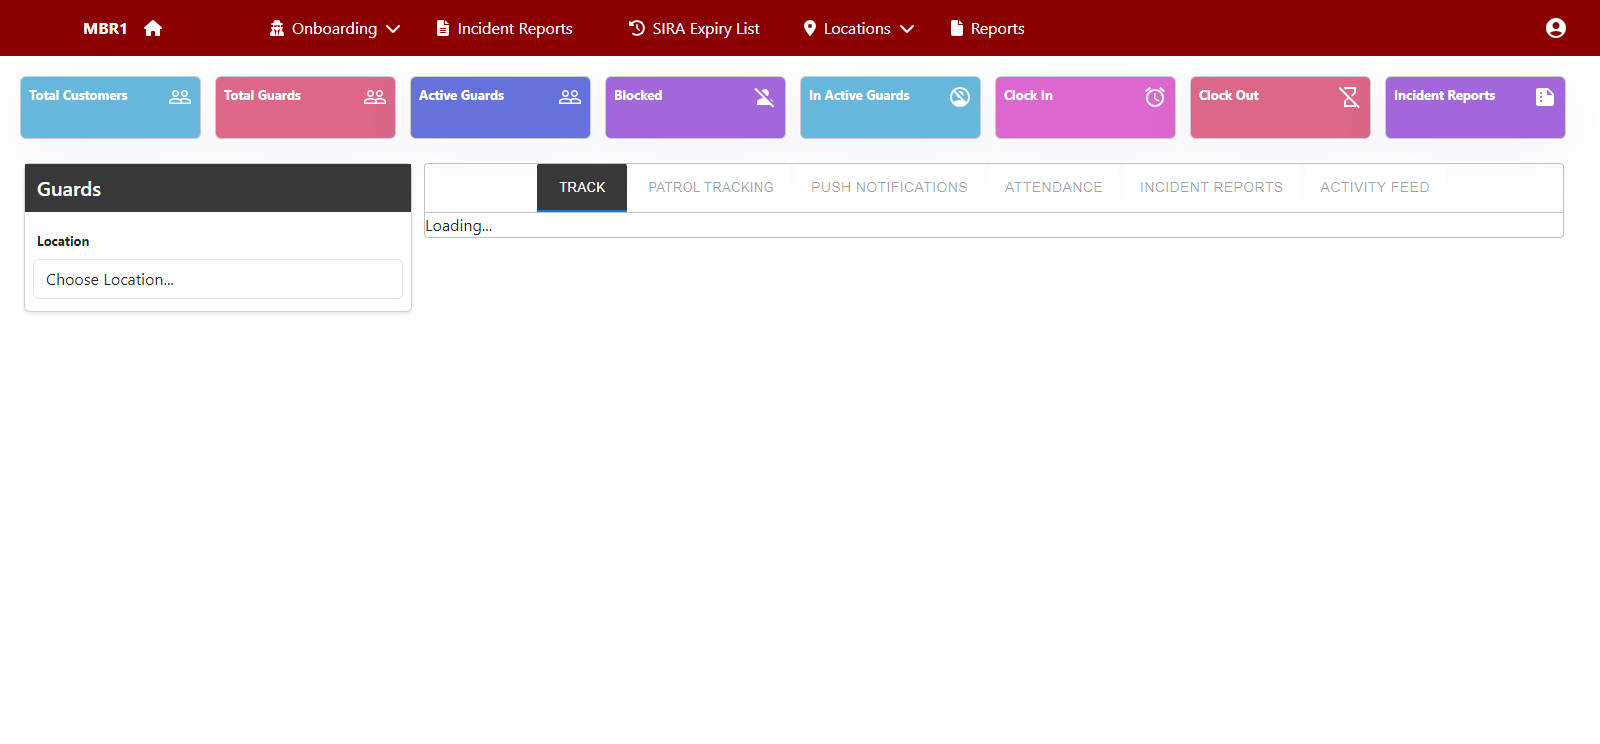 MBR1 Onboarding Incident Reports SIRA Expiry List Locations Reports
Total Customers Total Guards Active Guards Blocked In Active Guards Clock In Clock Out Incident Reports
Guards
Location
Choose Location...
TRACK PATROL TRACKING PUSH NOTIFICATIONS ATTENDANCE INCIDENT REPORTS ACTIVITY FEED
Loading...